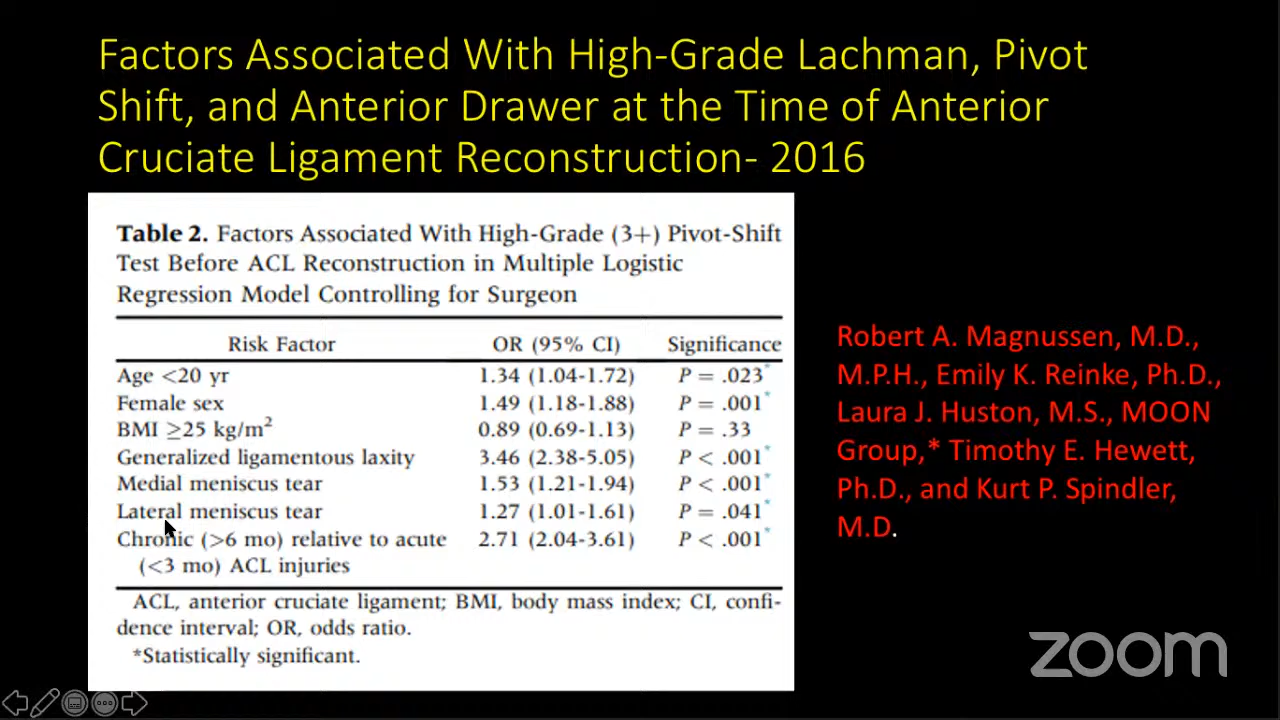 Factors Associated With High-Grade Lachman, Pivot
Shift, and Anterior Drawer at the Time of Anterior
Cruciate Ligament Reconstruction- 2016
Table 2. Factors Associated With High-Grade (3+) Pivot-Shift
Test Before ACL Reconstruction in Multiple Logistic
Regression Model Controlling for Surgeon
Risk Factor OR (95% CI) Significance
Age <20 yr 1.34 (1.04-1.72) P = .023*
Female sex 1.49 (1.18-1.88) P = .001*
BMI ≥25 kg/m² 0.89 (0.69-1.13) P = .33
Generalized ligamentous laxity 3.46 (2.38-5.05) P < .001*
Medial meniscus tear 1.53 (1.21-1.94) P < .001*
Lateral meniscus tear 1.27 (1.01-1.61) P = .041*
Chronic (>6 mo) relative to acute 2.71 (2.04-3.61) P < .001*
(<3 mo) ACL injuries
ACL, anterior cruciate ligament; BMI, body mass index; CI, confi-
dence interval; OR, odds ratio.
*Statistically significant.
Robert A. Magnussen, M.D.,
M.P.H., Emily K. Reinke, Ph.D.,
Laura J. Huston, M.S., MOON
Group,* Timothy E. Hewett,
Ph.D., and Kurt P. Spindler,
M.D.
zoom